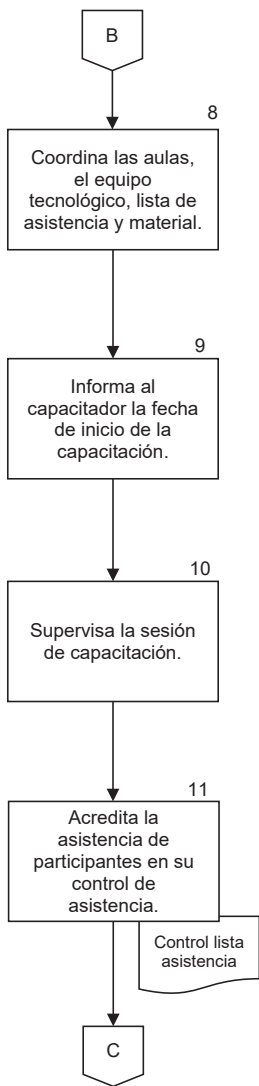 B
8
Coordina las aulas,
el equipo
tecnológico, lista de
asistencia y material.
9
Informa al
capacitador la fecha
de inicio de la
capacitación.
10
Supervisa la sesión
de capacitación.
11
Acredita la
asistencia de
participantes en su
control de
asistencia.
Control lista
asistencia
C